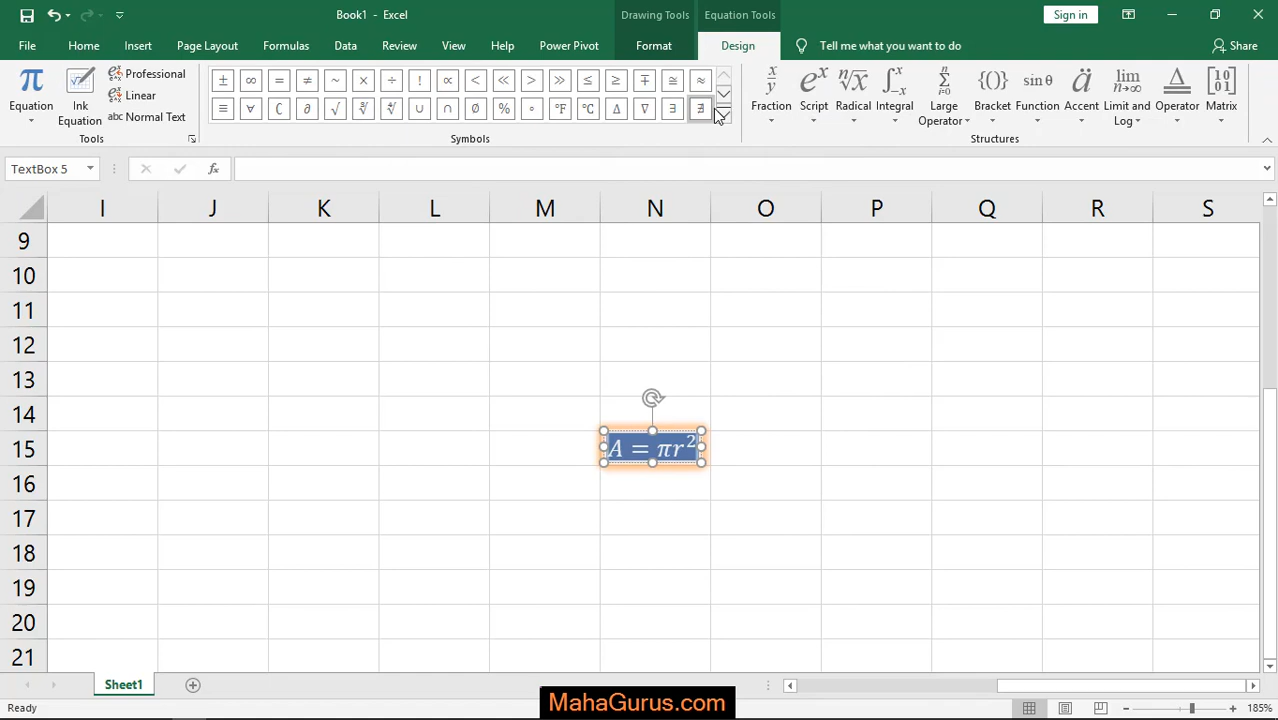 Book1 - Excel
Drawing Tools
Equation Tools
Sign in
File
Home
Insert
Page Layout
Formulas
Data
Review
View
Help
Power Pivot
Format
Design
Tell me what you want to do
Share
π Equation
Ink Equation
Professional
Linear
abc Normal Text
Tools
± ∞ = ≠ ~ × ÷ ! ∝ < ≪ > ≫ ≤ ≥ ∓ ≅ ≈
≡ ∀ ∁ ∂ √ ∛ ∜ ∪ ∩ ∅ % ° °F °C ∆ ∇ ∃ ∄
Symbols
Fraction
Script
Radical
Integral
Large Operator
Bracket
Function
Accent
Limit and Log
Operator
Matrix
Structures
TextBox 5
fx
I J K L M N O P Q R S
9
10
11
12
13
14
15
A = πr²
16
17
18
19
20
21
Sheet1
Ready
MahaGurus.com
185%